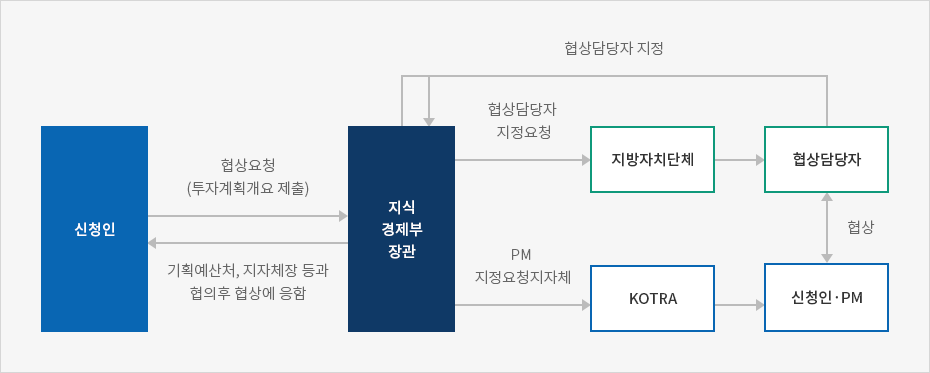 협상담당자 지정
협상담당자
지정요청
지방자치단체
협상담당자
협상요청
(투자계획개요 제출)
신청인
지식
경제부
장관
협상
기획예산처, 지자체장 등과
협의후 협상에 응함
PM
지정요청지자체
KOTRA
신청인·PM